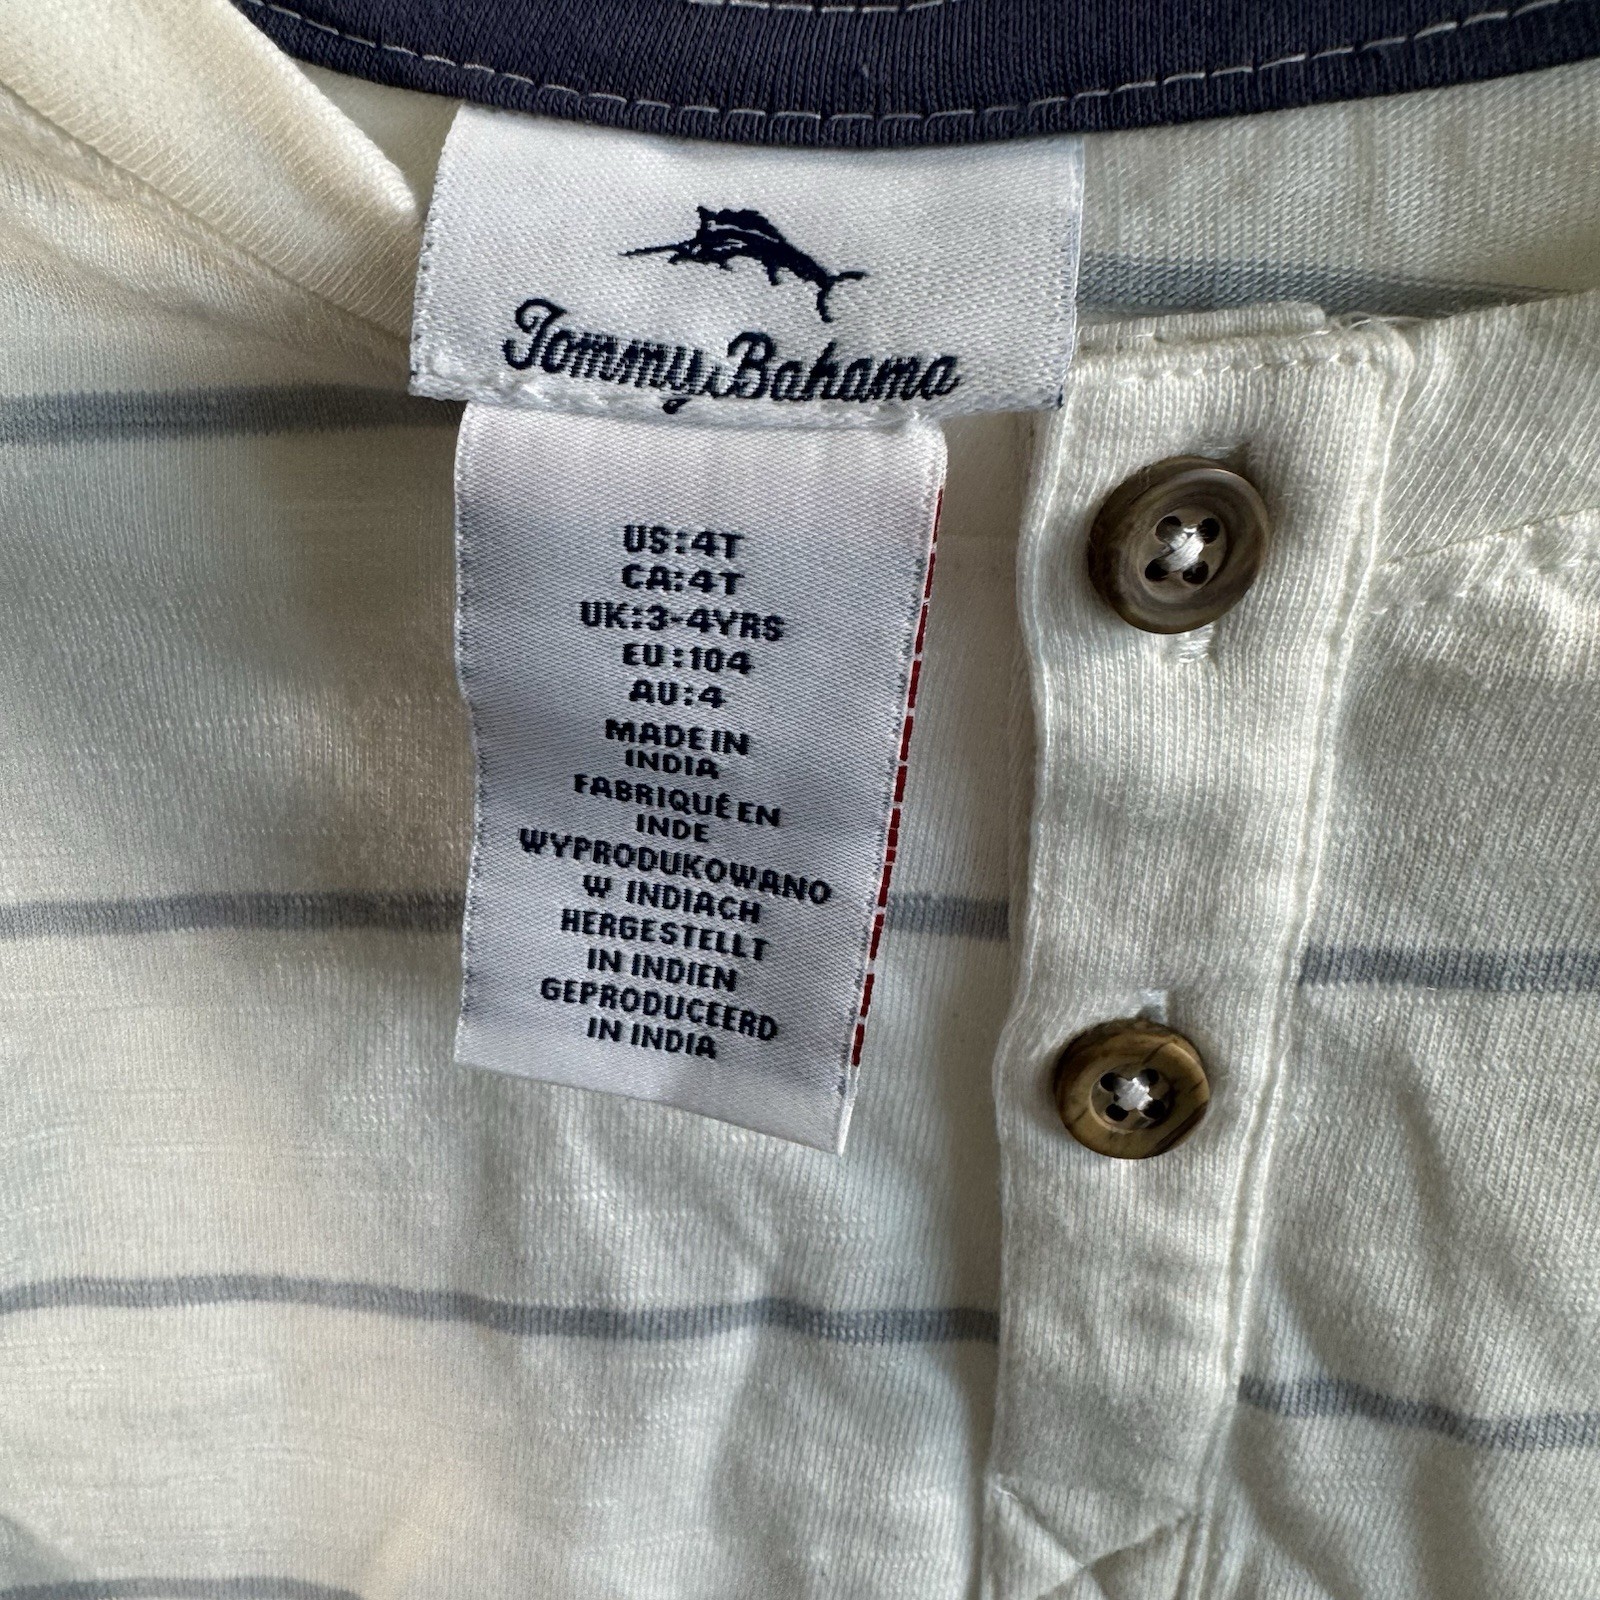 Tommy Bahama
US:4T
CA:4T
UK:3-4YRS
EU:104
AU:4
MADE IN
INDIA
FABRIQUÉ EN
INDE
WYPRODUKOWANO
W INDIACH
HERGESTELLT
IN INDIEN
GEPRODUCEERD
IN INDIA